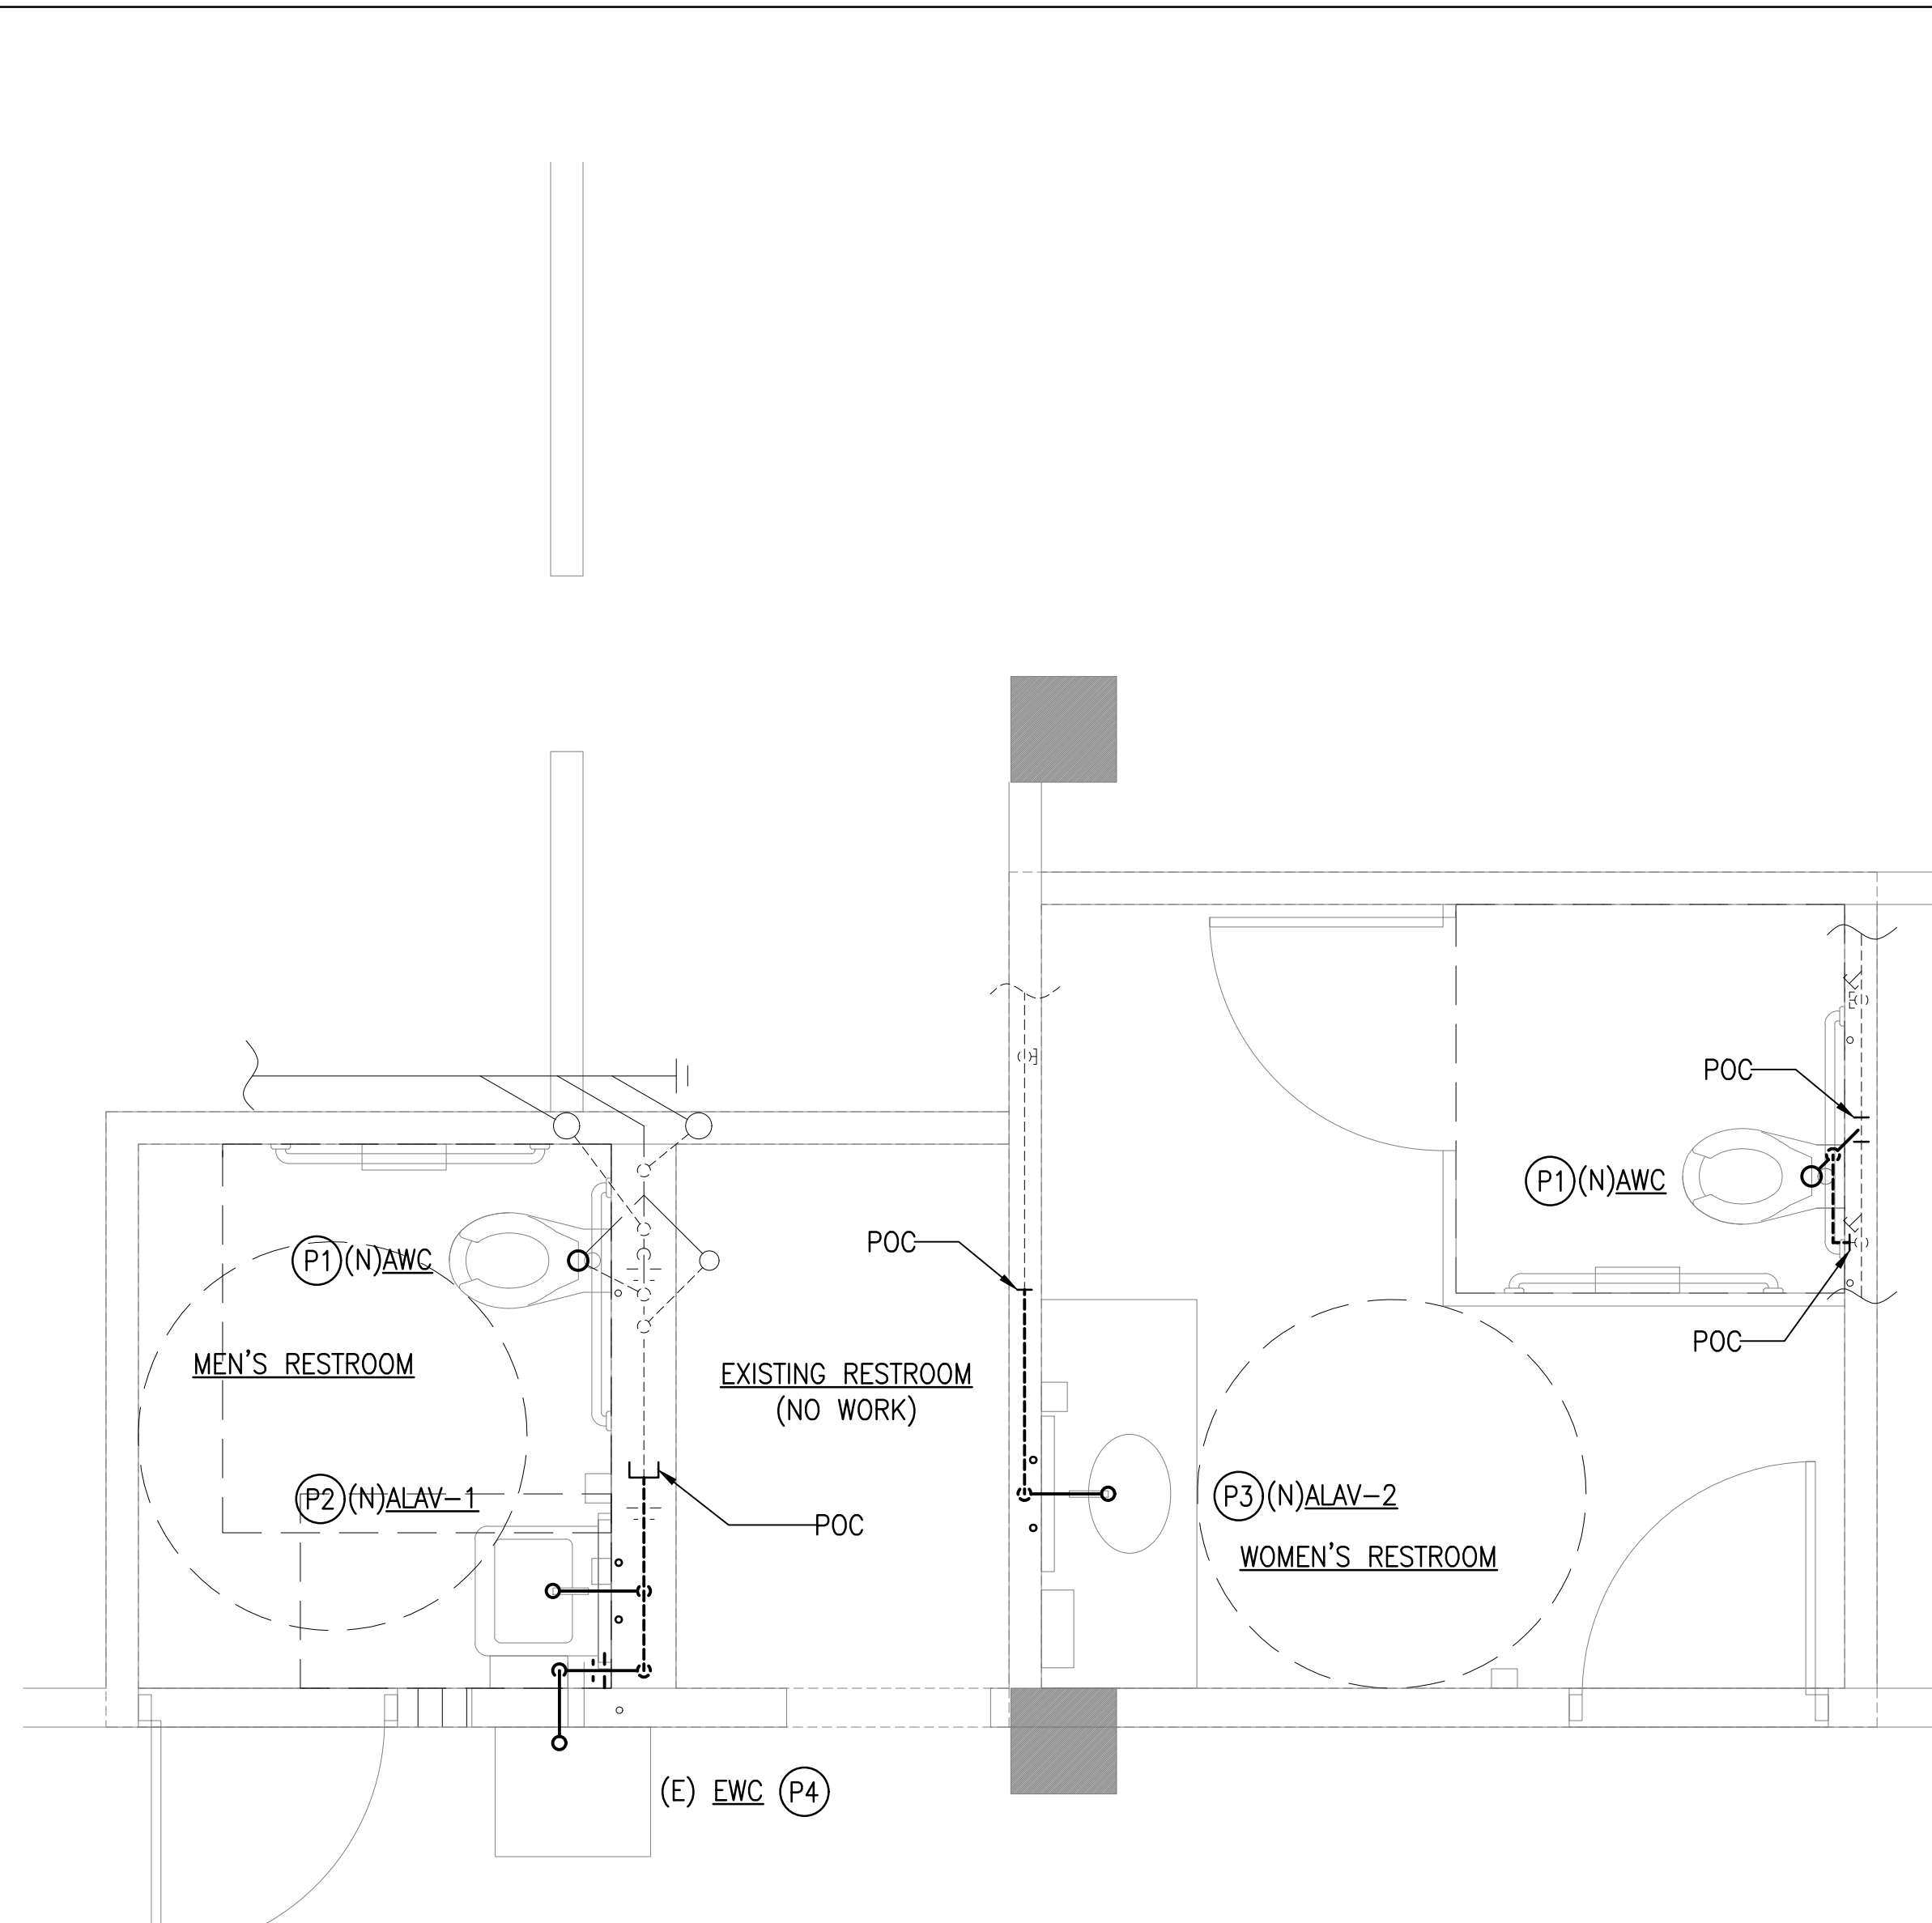 POC
P1 (N)AWC
POC
P1 (N)AWC
POC
MEN'S RESTROOM
EXISTING RESTROOM
(NO WORK)
P2 (N)ALAV-1
POC
P3 (N)ALAV-2
WOMEN'S RESTROOM
(E) EWC P4